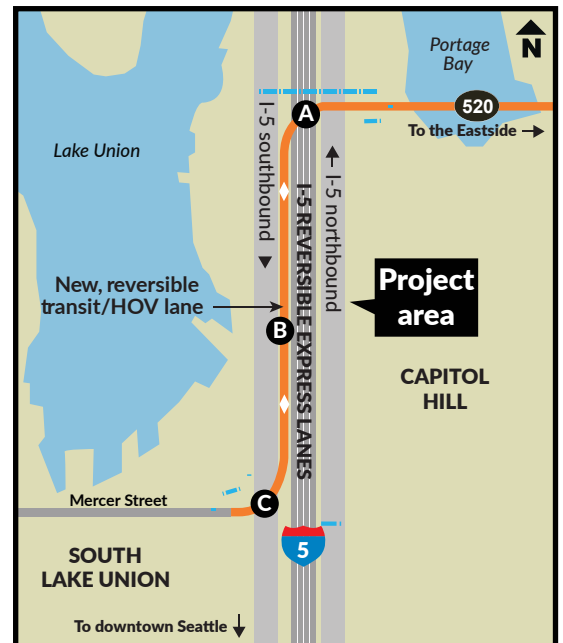 N
Portage
Bay
A
520
To the Eastside →
Lake Union
I-5 southbound
I-5 REVERSIBLE EXPRESS LANES
I-5 northbound
New, reversible
transit/HOV lane
Project
area
B
CAPITOL
HILL
Mercer Street
C
5
SOUTH
LAKE UNION
To downtown Seattle ↓